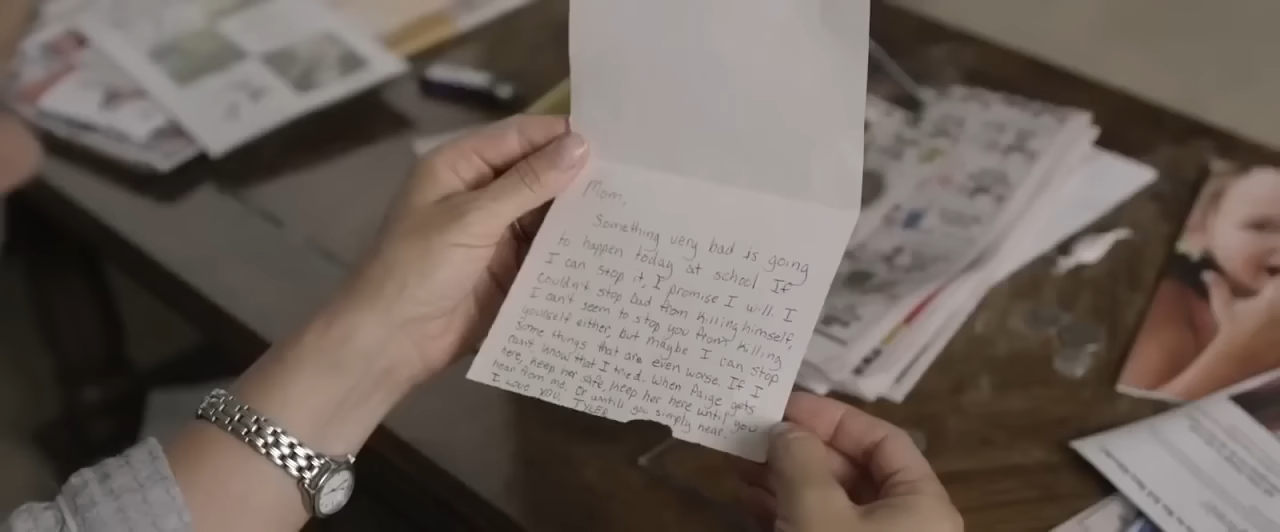 Mom,
Something very bad is going
to happen today at school If
I can stop it, I promise I will. I
couldn't stop Dad from killing himself,
I can't seem to stop you from killing
yourself either, but maybe I can stop
some things that are even worse. If I
can't know that I tried. When Paige gets
here, keep her safe, keep her here until you
hear from me. Or untill you simply hear.
I LOVE YOU. TYLER